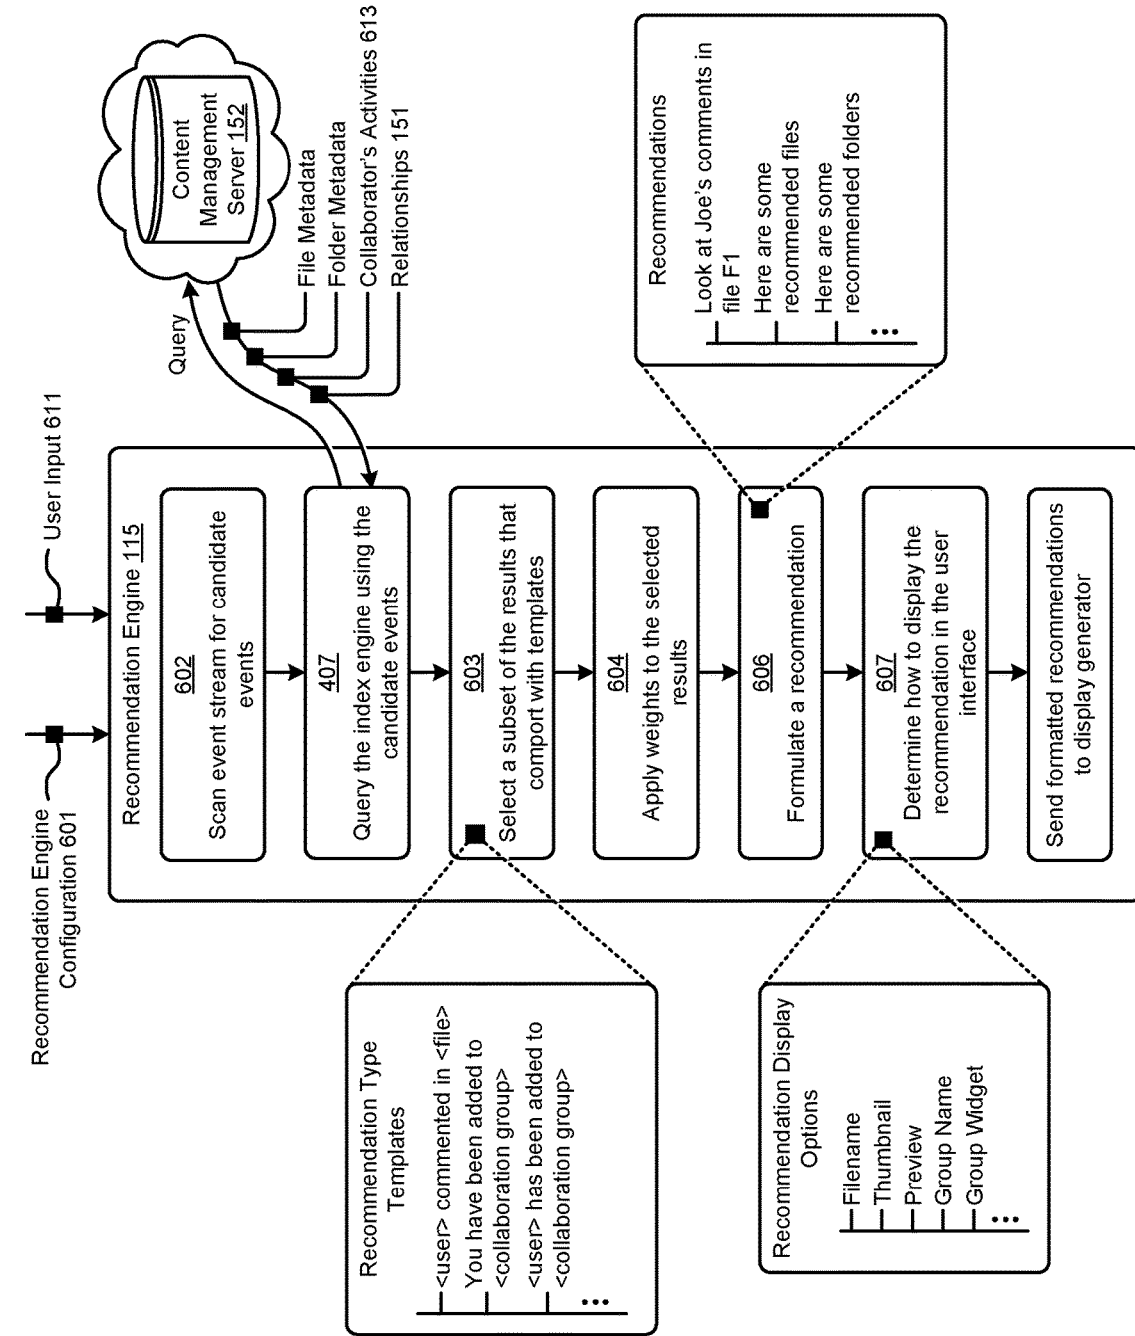 Recommendation Engine
Configuration 601
User Input 611
Recommendation Engine 115
602
Scan event stream for candidate
events
407
Query the index engine using the
candidate events
603
Select a subset of the results that
comport with templates
604
Apply weights to the selected
results
606
Formulate a recommendation
607
Determine how to display the
recommendation in the user
interface
Send formatted recommendations
to display generator
Query
Content
Management
Server 152
File Metadata
Folder Metadata
Collaborator's Activities 613
Relationships 151
Recommendation Type
Templates
<user> commented in <file>
You have been added to
<collaboration group>
<user> has been added to
<collaboration group>
...
Recommendation Display
Options
Filename
Thumbnail
Preview
Group Name
Group Widget
...
Recommendations
Look at Joe's comments in
file F1
Here are some
recommended files
Here are some
recommended folders
...